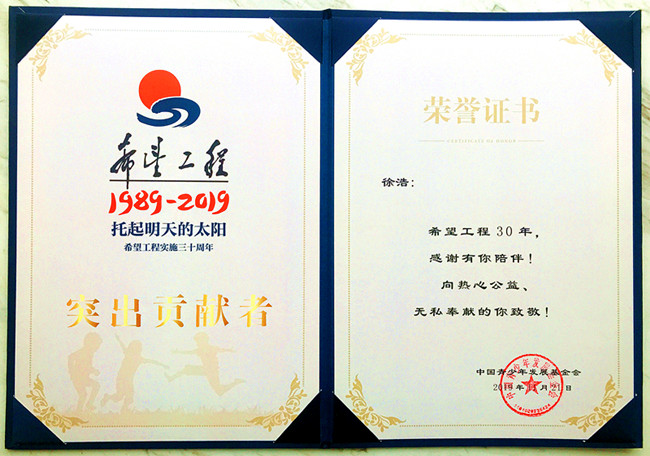 希望工程
1989-2019
托起明天的太阳
希望工程实施三十周年
突出贡献者
荣誉证书
CERTIFICATE OF HONOR
徐浩：
希望工程30年，
感谢有你陪伴！
向热心公益、
无私奉献的你致敬！
中国青少年发展基金会